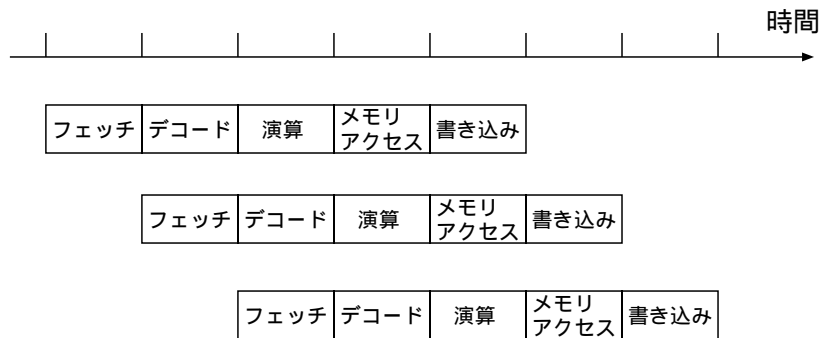 時間
フェッチ デコード 演算 メモリ 書き込み
アクセス
フェッチ デコード 演算 メモリ 書き込み
アクセス
フェッチ デコード 演算 メモリ 書き込み
アクセス